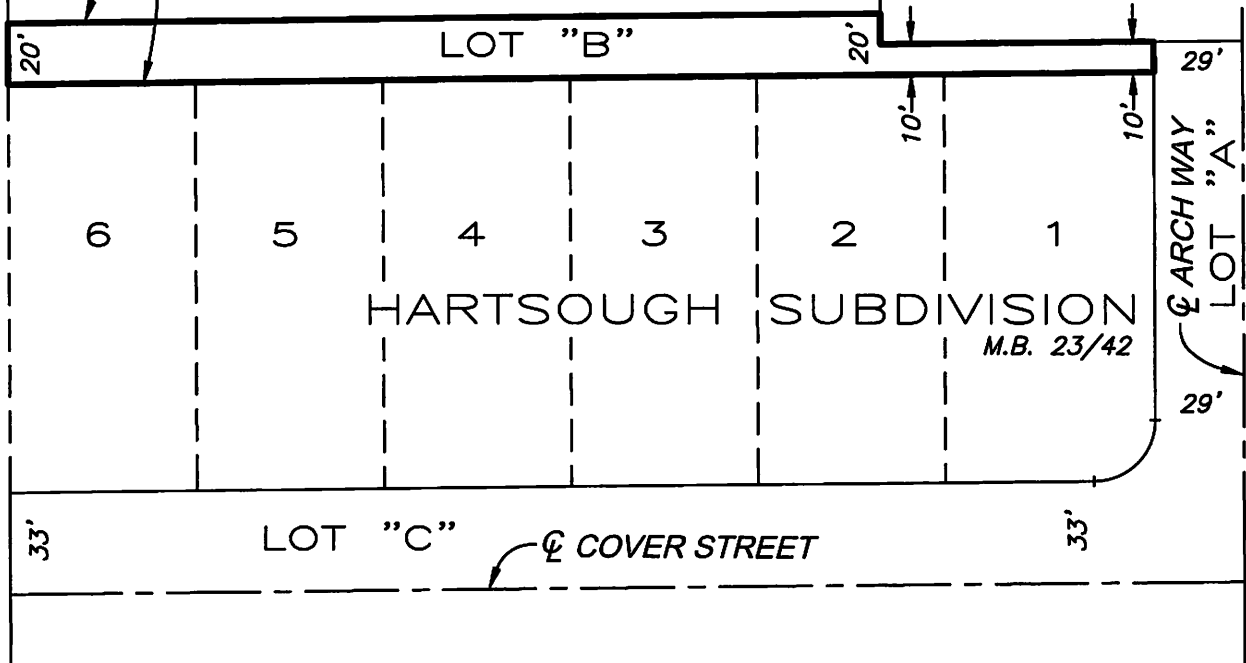 20'
LOT "B"
20'
10'
10'
29'
℄ ARCH WAY
LOT "A"
6
5
4
3
2
1
HARTSOUGH SUBDIVISION
M.B. 23/42
29'
33'
LOT "C"
℄ COVER STREET
33'